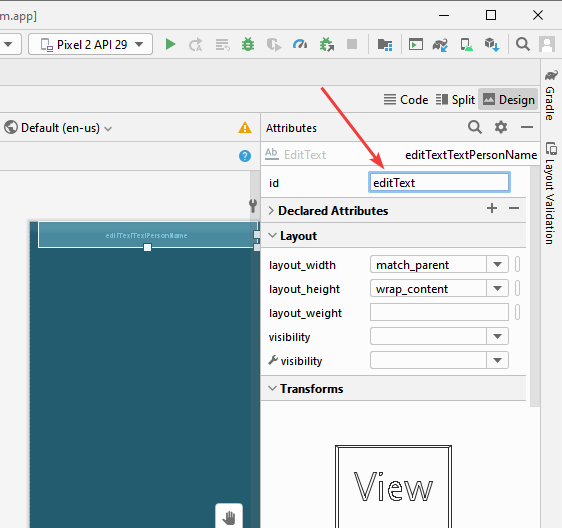 m.app]
Pixel 2 API 29
Code
Split
Design
Default (en-us)
Attributes
Ab EditText
editTextTextPersonName
id
editText
Declared Attributes
Layout
layout_width
match_parent
layout_height
wrap_content
layout_weight
visibility
visibility
Transforms
View
editTextTextPersonName
Gradle
Layout Validation